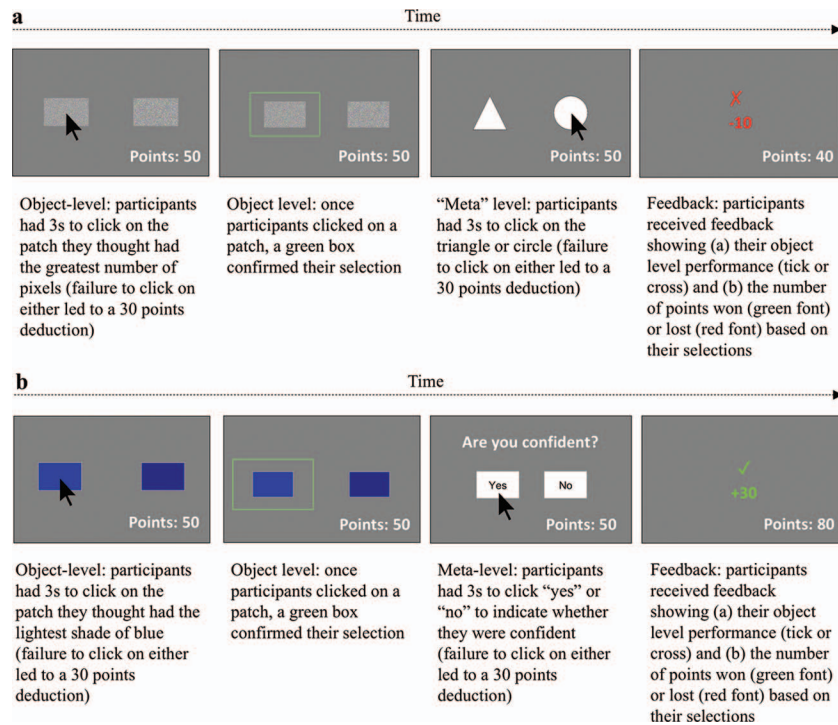 a
Time
Points: 50
Points: 50
Points: 50
✗
-10
Points: 40
Object-level: participants
had 3s to click on the
patch they thought had
the greatest number of
pixels (failure to click on
either led to a 30 points
deduction)
Object level: once
participants clicked on a
patch, a green box
confirmed their selection
“Meta” level: participants
had 3s to click on the
triangle or circle (failure
to click on either led to a
30 points deduction)
Feedback: participants
received feedback
showing (a) their object
level performance (tick or
cross) and (b) the number
of points won (green font)
or lost (red font) based on
their selections
b
Time
Points: 50
Points: 50
Are you confident?
Yes No
Points: 50
✓
+30
Points: 80
Object-level: participants
had 3s to click on the
patch they thought had the
lightest shade of blue
(failure to click on either
led to a 30 points
deduction)
Object level: once
participants clicked on a
patch, a green box
confirmed their selection
Meta-level: participants
had 3s to click “yes” or
“no” to indicate whether
they were confident
(failure to click on either
led to a 30 points
deduction)
Feedback: participants
received feedback
showing (a) their object
level performance (tick or
cross) and (b) the number
of points won (green font)
or lost (red font) based on
their selections